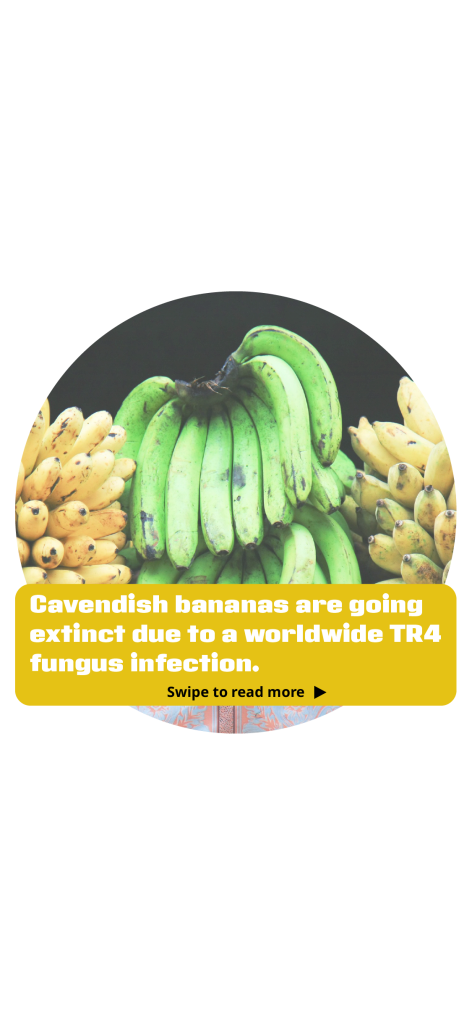 Cavendish bananas are going
extinct due to a worldwide TR4
fungus infection.
Swipe to read more ▶